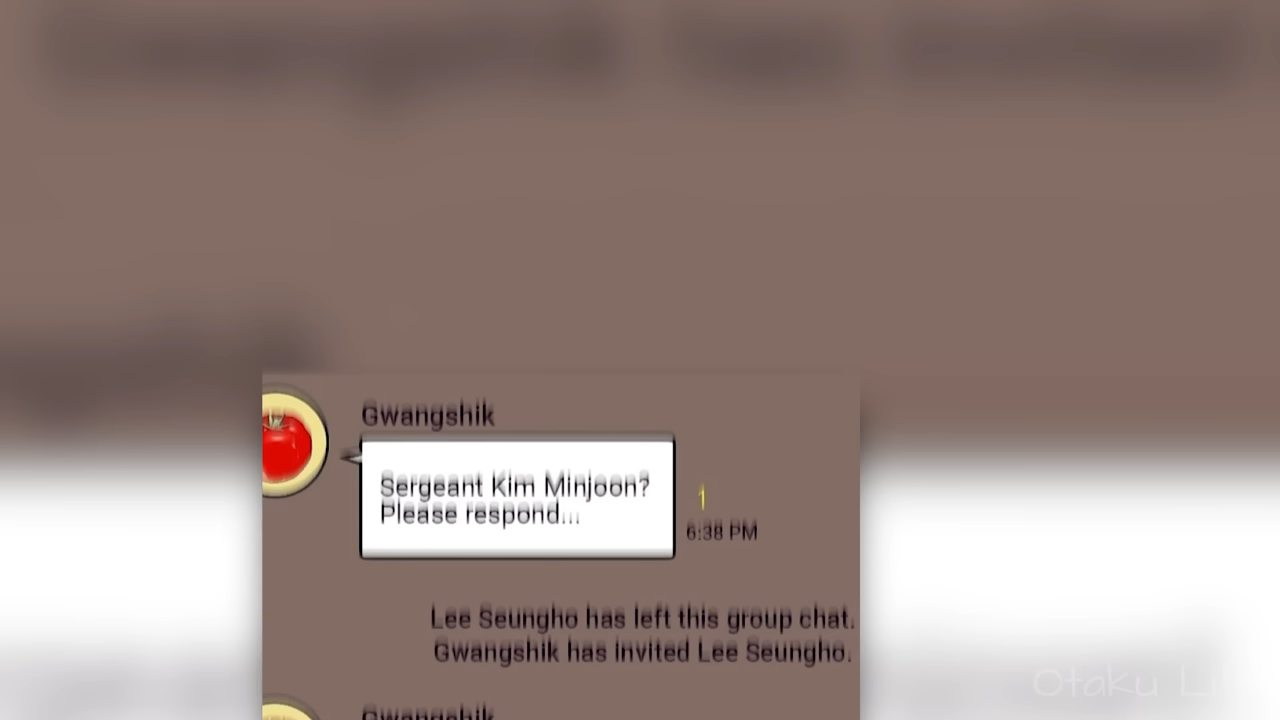 Gwangshik
Sergeant Kim Minjoon?
Please respond...
1
6:38 PM
Lee Seungho has left this group chat.
Gwangshik has invited Lee Seungho.
Gwangshik
Otaku